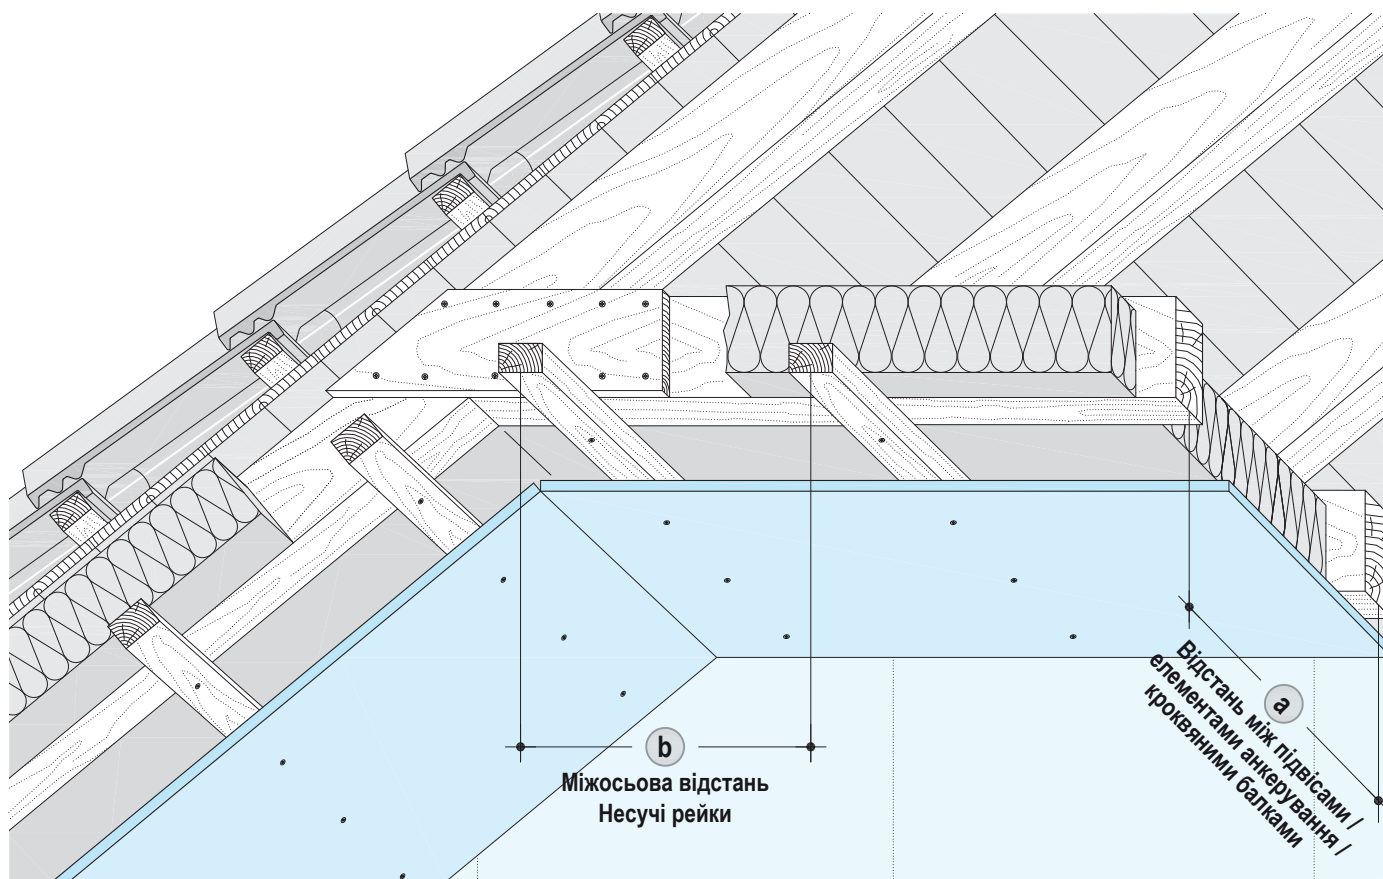 b
Міжосьова відстань
Несучі рейки
a
Відстань між підвісами /
елементами анкерування /
кроквяними балками